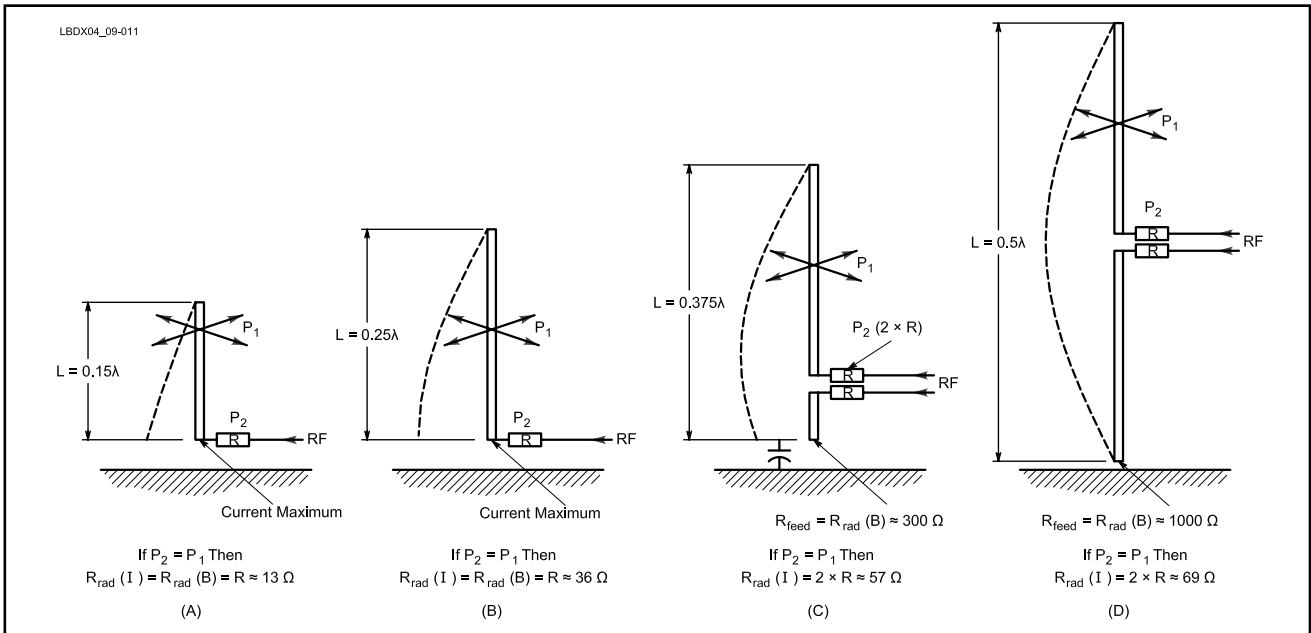 LBDX04_09-011
L = 0.15λ
P1
P2
R
RF
Current Maximum
If P2 = P1 Then
Rrad (I) = Rrad (B) = R ≈ 13 Ω
(A)
L = 0.25λ
P1
P2
R
RF
Current Maximum
If P2 = P1 Then
Rrad (I) = Rrad (B) = R ≈ 36 Ω
(B)
L = 0.375λ
P1
P2 (2 × R)
R
R
RF
Rfeed = Rrad (B) ≈ 300 Ω
If P2 = P1 Then
Rrad (I) = 2 × R ≈ 57 Ω
(C)
L = 0.5λ
P1
P2
R
R
RF
Rfeed = Rrad (B) ≈ 1000 Ω
If P2 = P1 Then
Rrad (I) = 2 × R ≈ 69 Ω
(D)